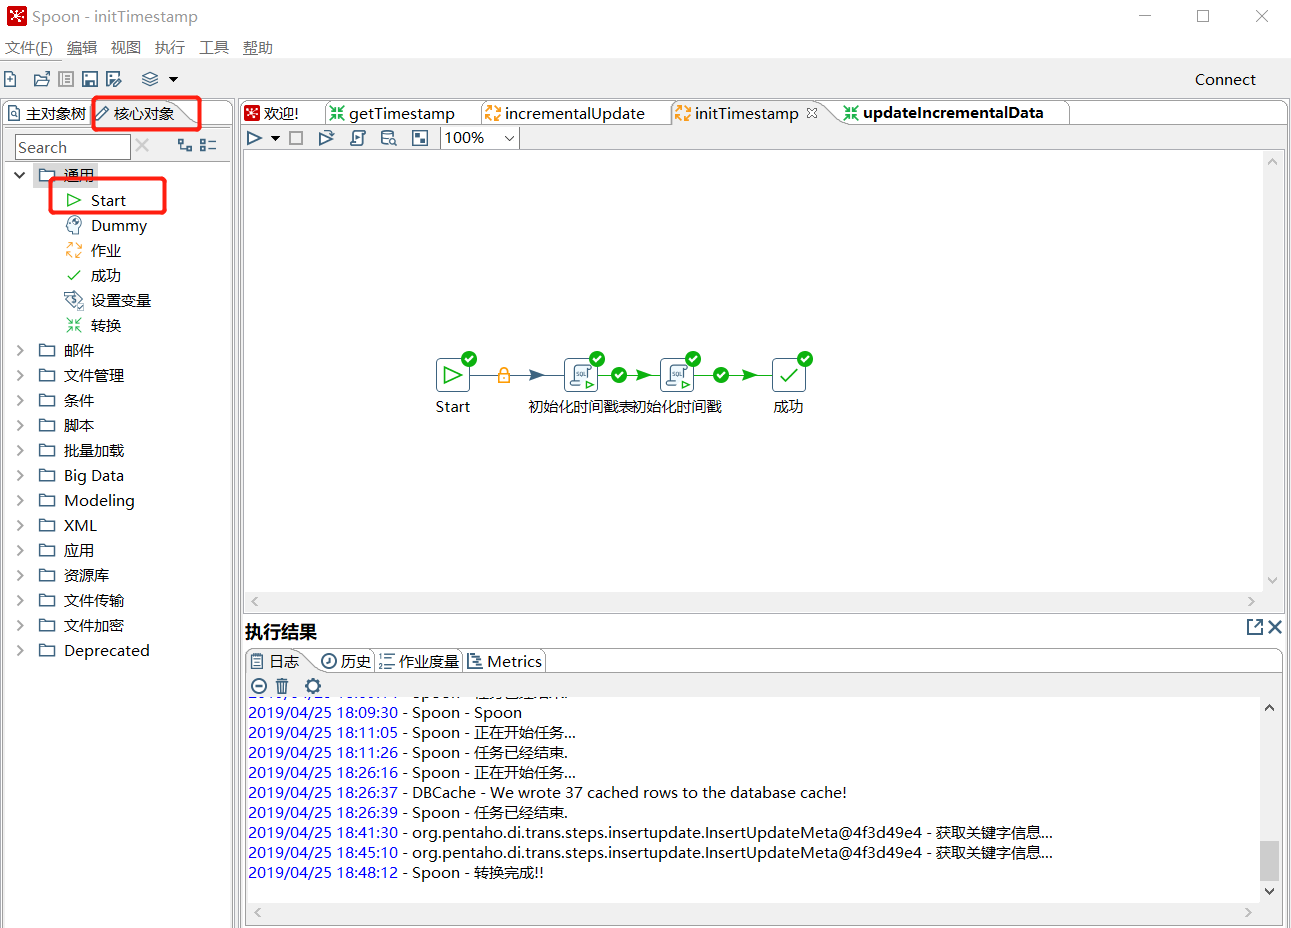 Spoon - initTimestamp
文件(F) 编辑 视图 执行 工具 帮助
Connect
主对象树 核心对象
欢迎! getTimestamp incrementalUpdate initTimestamp updateIncrementalData
Search
100%
通用
Start
Dummy
作业
成功
设置变量
转换
邮件
文件管理
条件
脚本
批量加载
Big Data
Modeling
XML
应用
资源库
文件传输
文件加密
Deprecated
SQL SQL
Start 初始化时间戳表 初始化时间戳 成功
执行结果
日志 历史 作业度量 Metrics
2019/04/25 18:09:30 - Spoon - Spoon
2019/04/25 18:11:05 - Spoon - 正在开始任务...
2019/04/25 18:11:26 - Spoon - 任务已经结束.
2019/04/25 18:26:16 - Spoon - 正在开始任务...
2019/04/25 18:26:37 - DBCache - We wrote 37 cached rows to the database cache!
2019/04/25 18:26:39 - Spoon - 任务已经结束.
2019/04/25 18:41:30 - org.pentaho.di.trans.steps.insertupdate.InsertUpdateMeta@4f3d49e4 - 获取关键字信息...
2019/04/25 18:45:10 - org.pentaho.di.trans.steps.insertupdate.InsertUpdateMeta@4f3d49e4 - 获取关键字信息...
2019/04/25 18:48:12 - Spoon - 转换完成!!